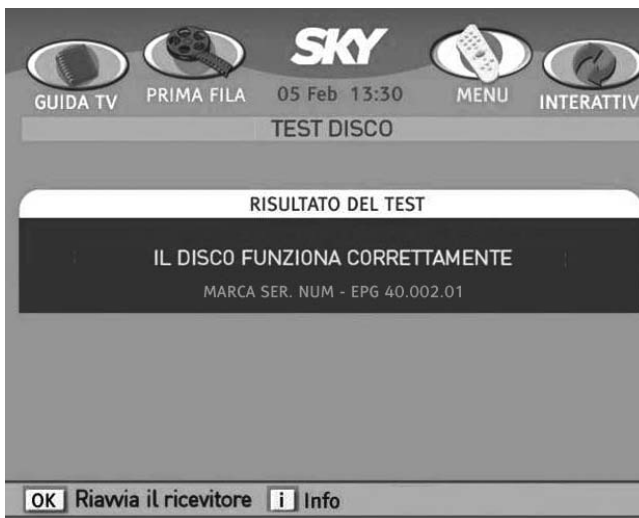 SKY
GUIDA TV
PRIMA FILA
05 Feb 13:30
MENU
INTERATTIV
TEST DISCO
RISULTATO DEL TEST
IL DISCO FUNZIONA CORRETTAMENTE
MARCA SER. NUM - EPG 40.002.01
OK Riavvia il ricevitore i Info